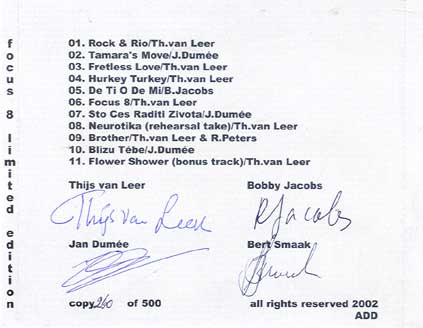 focus 8 limited edition
01. Rock & Rio/Th.van Leer
02. Tamara's Move/J.Dumée
03. Fretless Love/Th.van Leer
04. Hurkey Turkey/Th.van Leer
05. De Ti O De Mi/B.Jacobs
06. Focus 8/Th.van Leer
07. Sto Ces Raditi Zivota/J.Dumée
08. Neurotika (rehearsal take)/Th.van Leer
09. Brother/Th.van Leer & R.Peters
10. Blizu Tébe/J.Dumée
11. Flower Shower (bonus track)/Th.van Leer
Thijs van Leer Bobby Jacobs
Thijs van Leer Jacobs
Jan Dumée Bert Smaak
copy 260 of 500 all rights reserved 2002
ADD